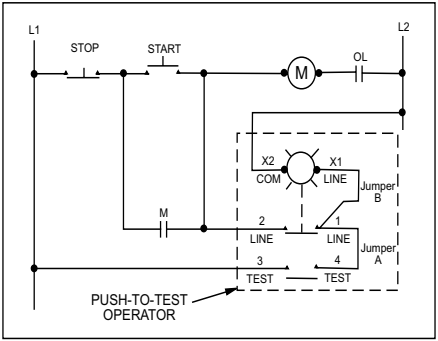 L1
L2
STOP
START
OL
M
X2
X1
COM
LINE
Jumper
B
M
2
1
LINE
LINE
Jumper
A
3
4
TEST
TEST
PUSH-TO-TEST
OPERATOR